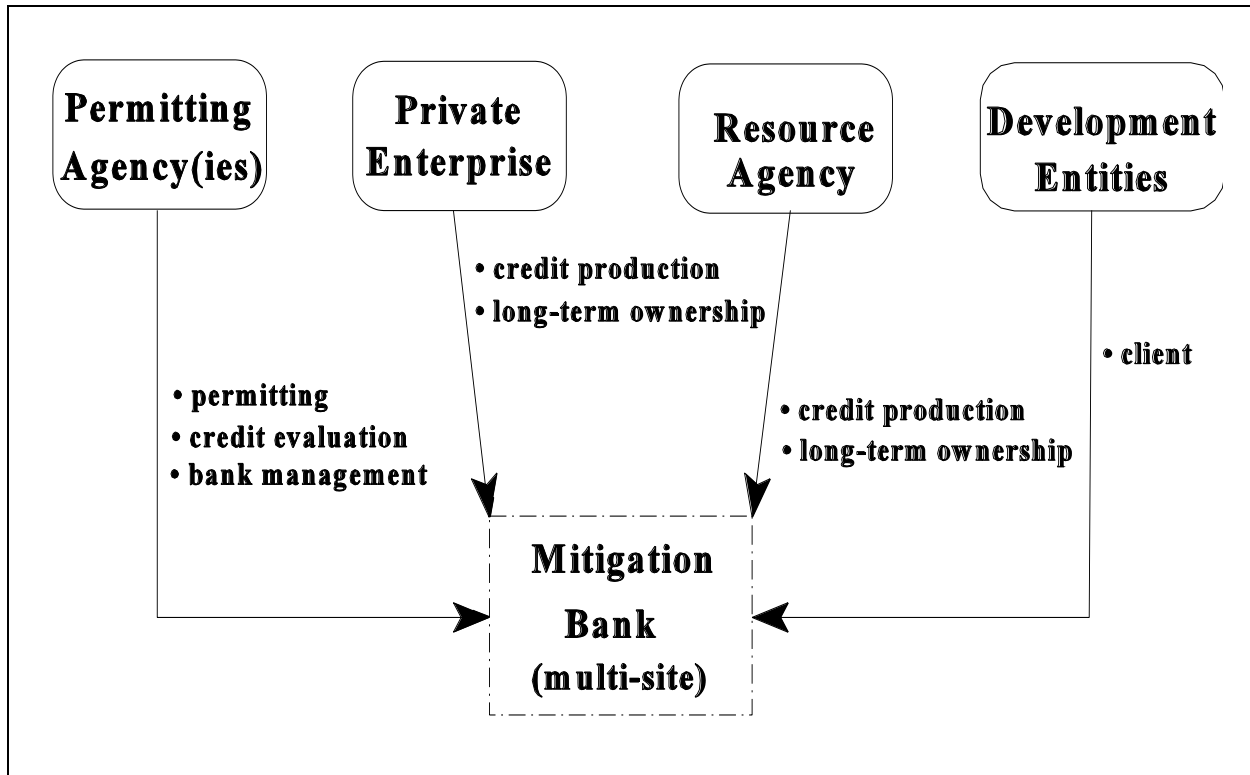 Permitting
Agency(ies)
Private
Enterprise
Resource
Agency
Development
Entities
• credit production
• long-term ownership
• client
• permitting
• credit evaluation
• bank management
• credit production
• long-term ownership
Mitigation
Bank
(multi-site)